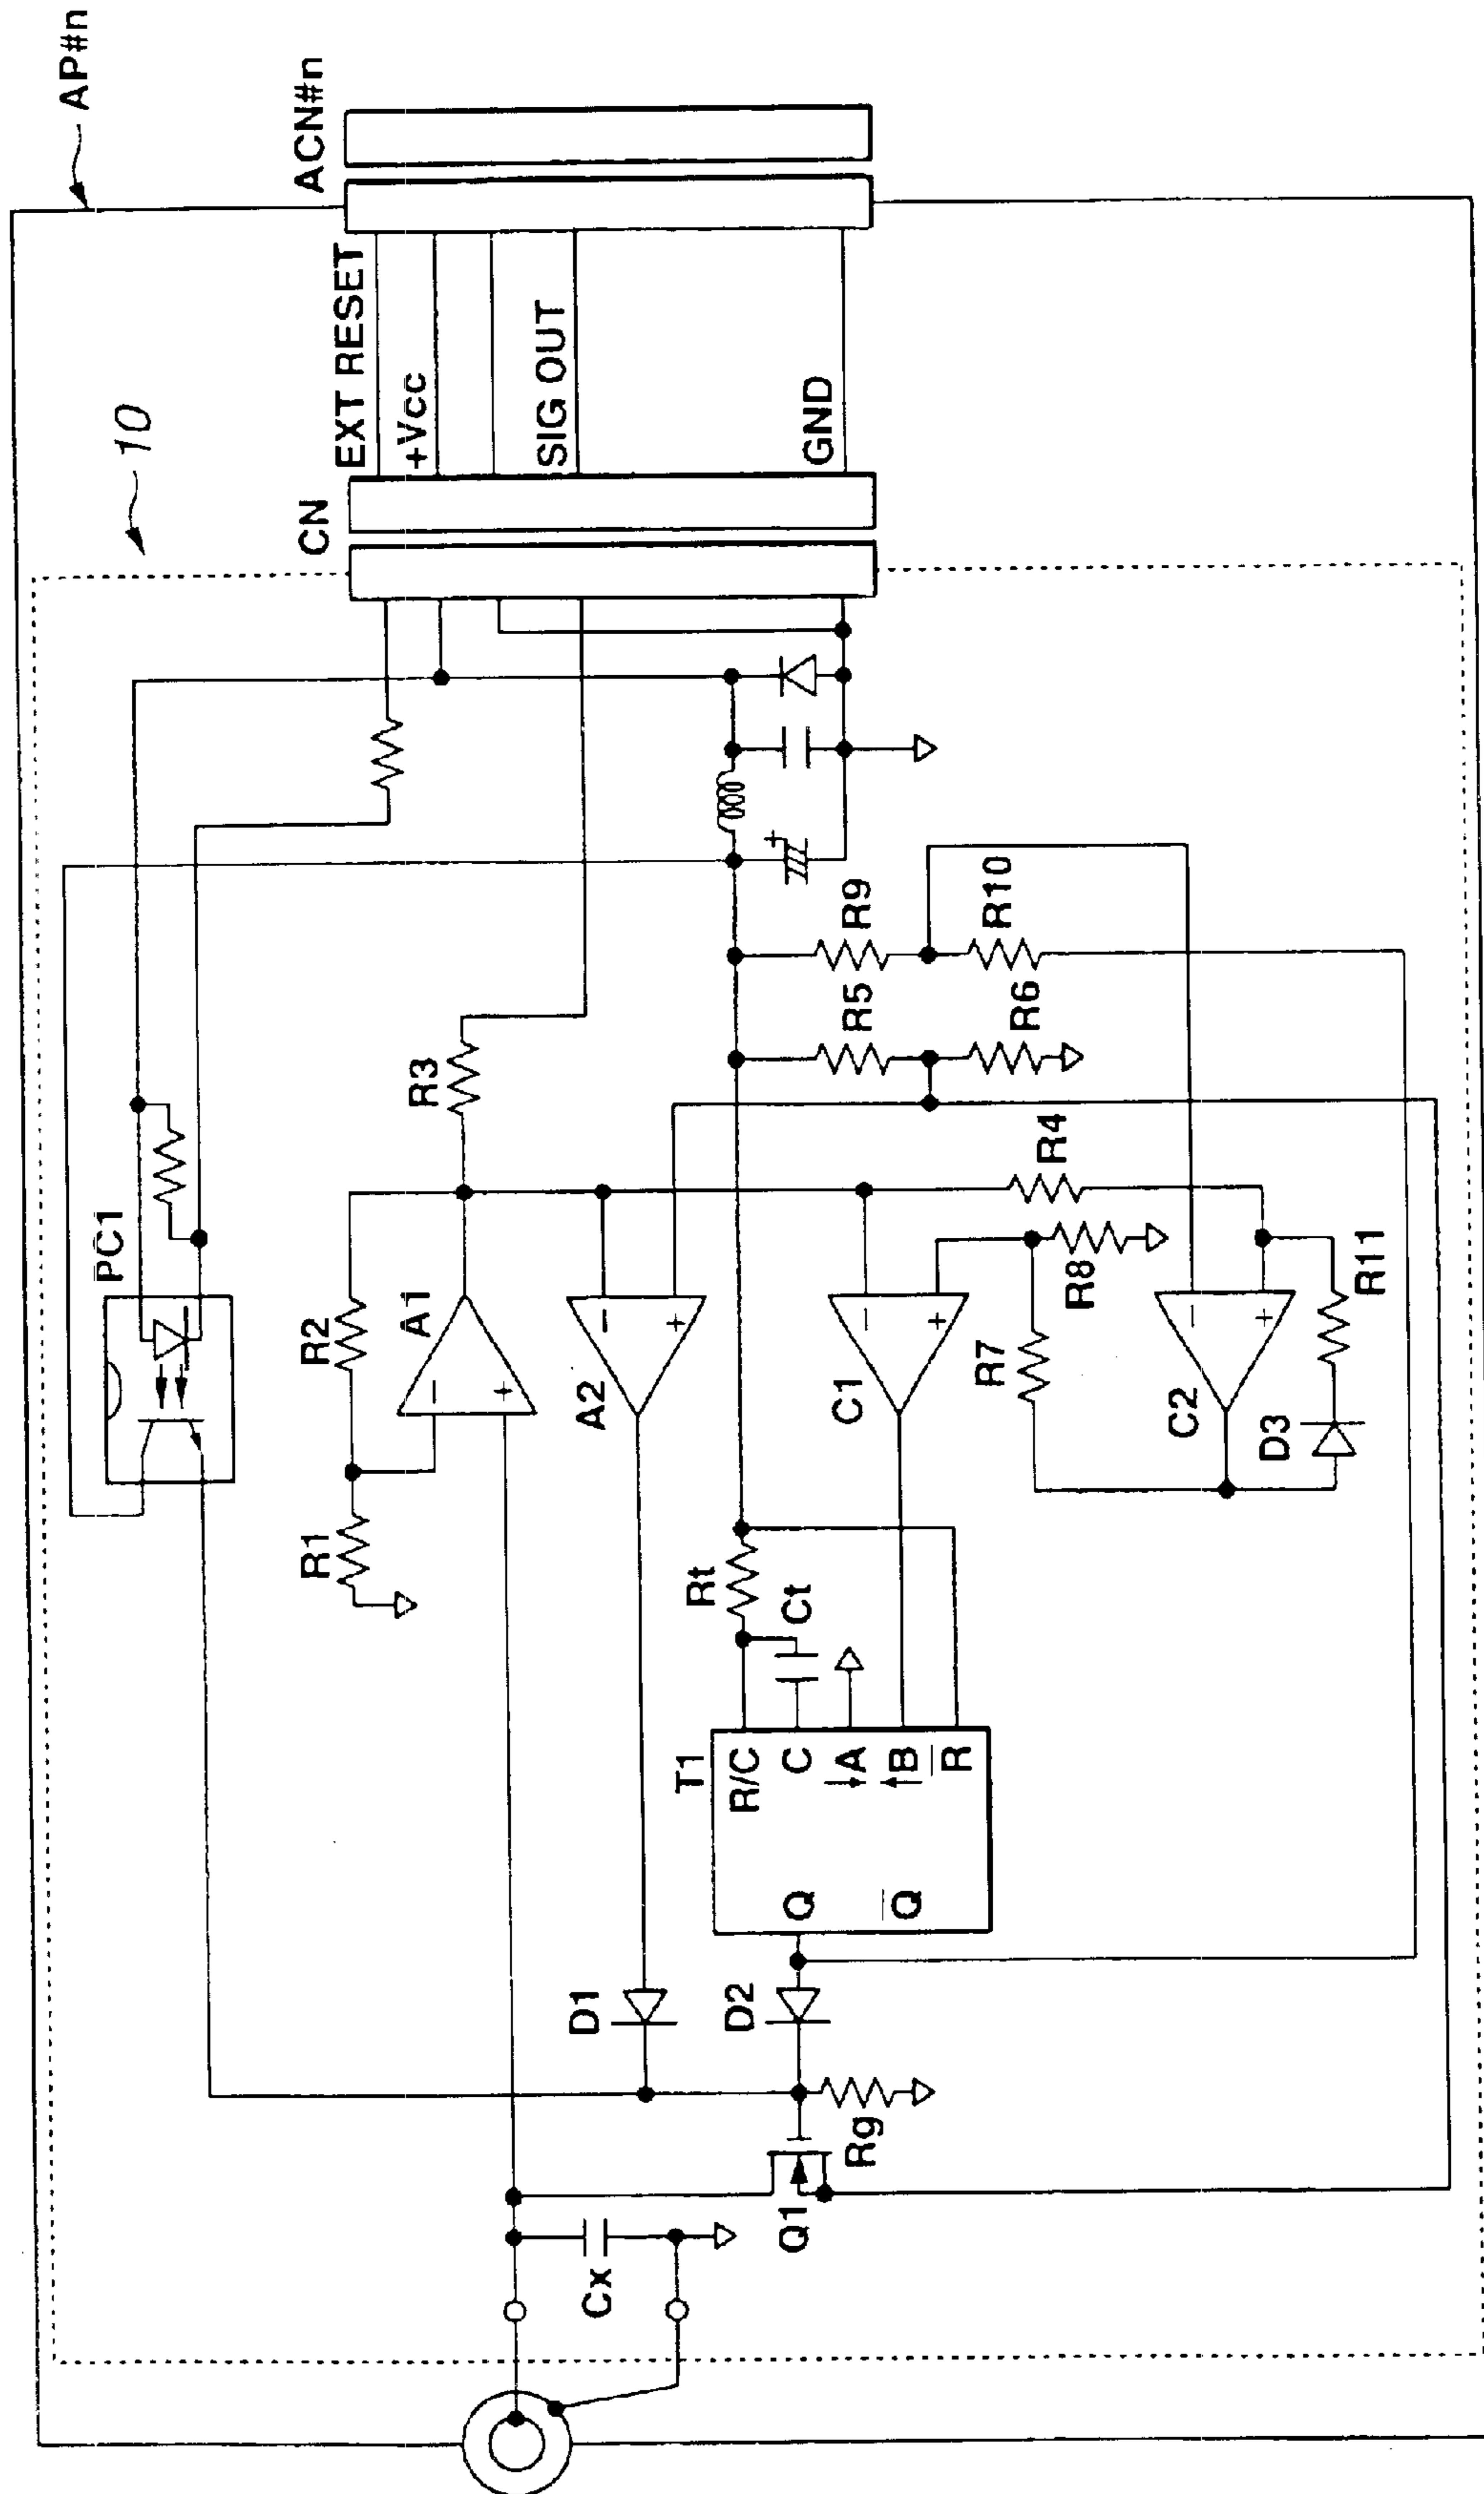 AP#n
ACN#n
10
CN
EXT RESET
+Vcc
SIG OUT
GND
+
R9
R10
R5
R6
R3
R4
PC1
R2
A1
−
+
A2
−
+
C1
−
+
R7
R8
C2
−
+
R11
D3
R1
Rt
Ct
T1
R/C
C
A
B
R
Q
Q
D1
D2
Rg
Q1
Cx